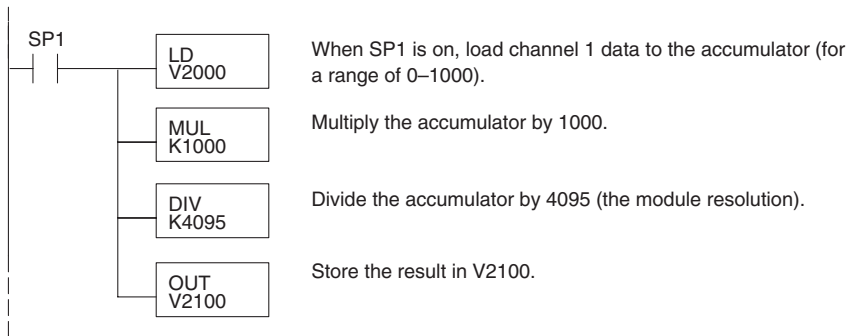 SP1
LD
V2000
When SP1 is on, load channel 1 data to the accumulator (for
a range of 0–1000).
MUL
K1000
Multiply the accumulator by 1000.
DIV
K4095
Divide the accumulator by 4095 (the module resolution).
OUT
V2100
Store the result in V2100.